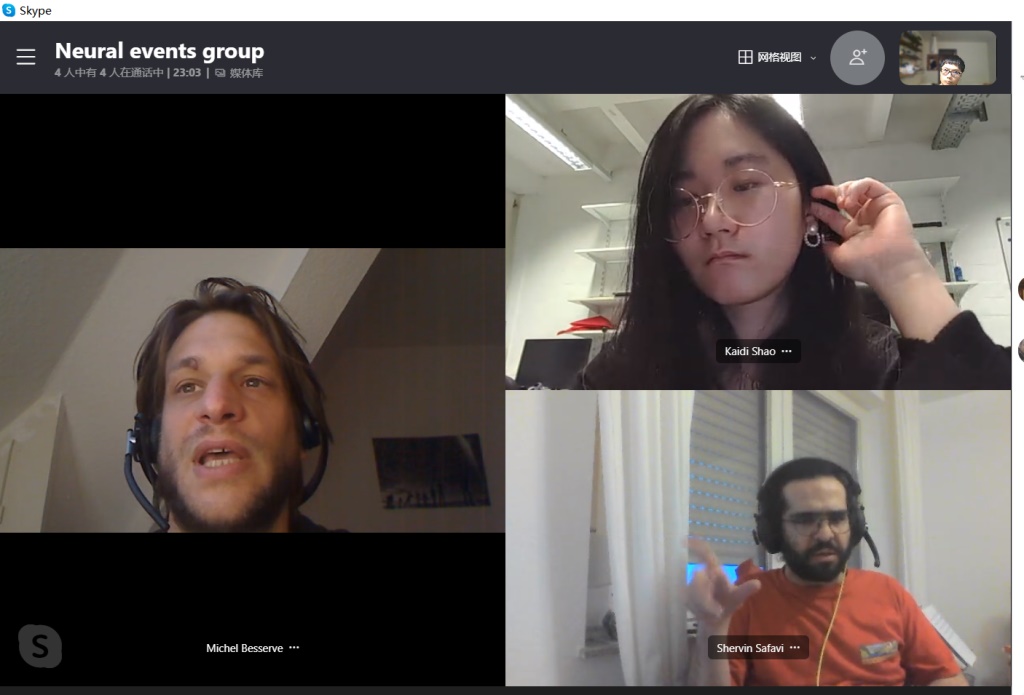 Skype
Neural events group
4 人中有 4 人在通话中 | 23:03 | 媒体库
网格视图
Kaidi Shao ···
Michel Besserve ···
Shervin Safavi ···